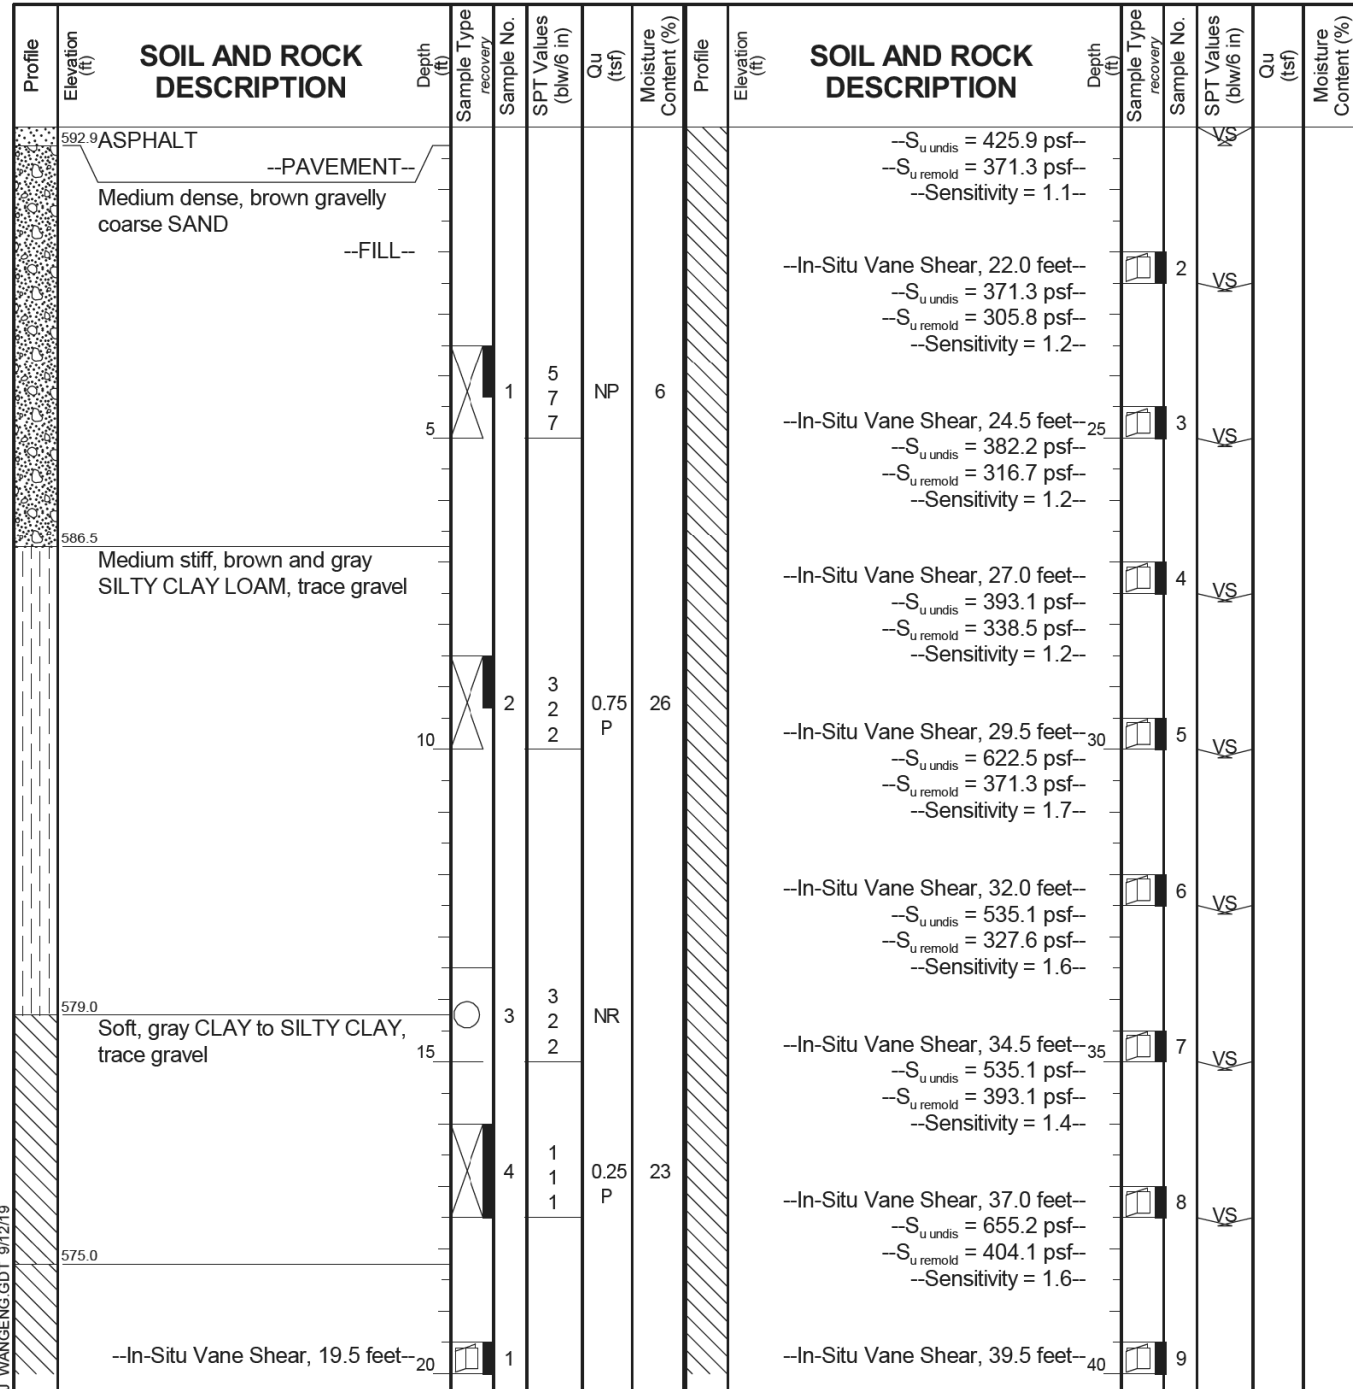 Profile
Elevation (ft)
SOIL AND ROCK
DESCRIPTION
Depth (ft)
Sample Type
recovery
Sample No.
SPT Values
(blw/6 in)
Qu
(tsf)
Moisture
Content (%)
592.9 ASPHALT
--PAVEMENT--
Medium dense, brown gravelly
coarse SAND
--FILL--
1
5
7
7
NP
6
5
586.5
Medium stiff, brown and gray
SILTY CLAY LOAM, trace gravel
2
3
2
2
0.75
P
26
10
579.0
3
3
2
2
NR
Soft, gray CLAY to SILTY CLAY,
trace gravel
15
4
1
1
1
0.25
P
23
575.0
--In-Situ Vane Shear, 19.5 feet-- 20 1
WANGENG.GDT 9/12/19
Profile
Elevation (ft)
SOIL AND ROCK
DESCRIPTION
Depth (ft)
Sample Type
recovery
Sample No.
SPT Values
(blw/6 in)
Qu
(tsf)
Moisture
Content (%)
--Su undis = 425.9 psf-- VS
--Su remold = 371.3 psf--
--Sensitivity = 1.1--
--In-Situ Vane Shear, 22.0 feet-- 2 VS
--Su undis = 371.3 psf--
--Su remold = 305.8 psf--
--Sensitivity = 1.2--
--In-Situ Vane Shear, 24.5 feet-- 25 3 VS
--Su undis = 382.2 psf--
--Su remold = 316.7 psf--
--Sensitivity = 1.2--
--In-Situ Vane Shear, 27.0 feet-- 4 VS
--Su undis = 393.1 psf--
--Su remold = 338.5 psf--
--Sensitivity = 1.2--
--In-Situ Vane Shear, 29.5 feet-- 30 5 VS
--Su undis = 622.5 psf--
--Su remold = 371.3 psf--
--Sensitivity = 1.7--
--In-Situ Vane Shear, 32.0 feet-- 6 VS
--Su undis = 535.1 psf--
--Su remold = 327.6 psf--
--Sensitivity = 1.6--
--In-Situ Vane Shear, 34.5 feet-- 35 7 VS
--Su undis = 535.1 psf--
--Su remold = 393.1 psf--
--Sensitivity = 1.4--
--In-Situ Vane Shear, 37.0 feet-- 8 VS
--Su undis = 655.2 psf--
--Su remold = 404.1 psf--
--Sensitivity = 1.6--
--In-Situ Vane Shear, 39.5 feet-- 40 9